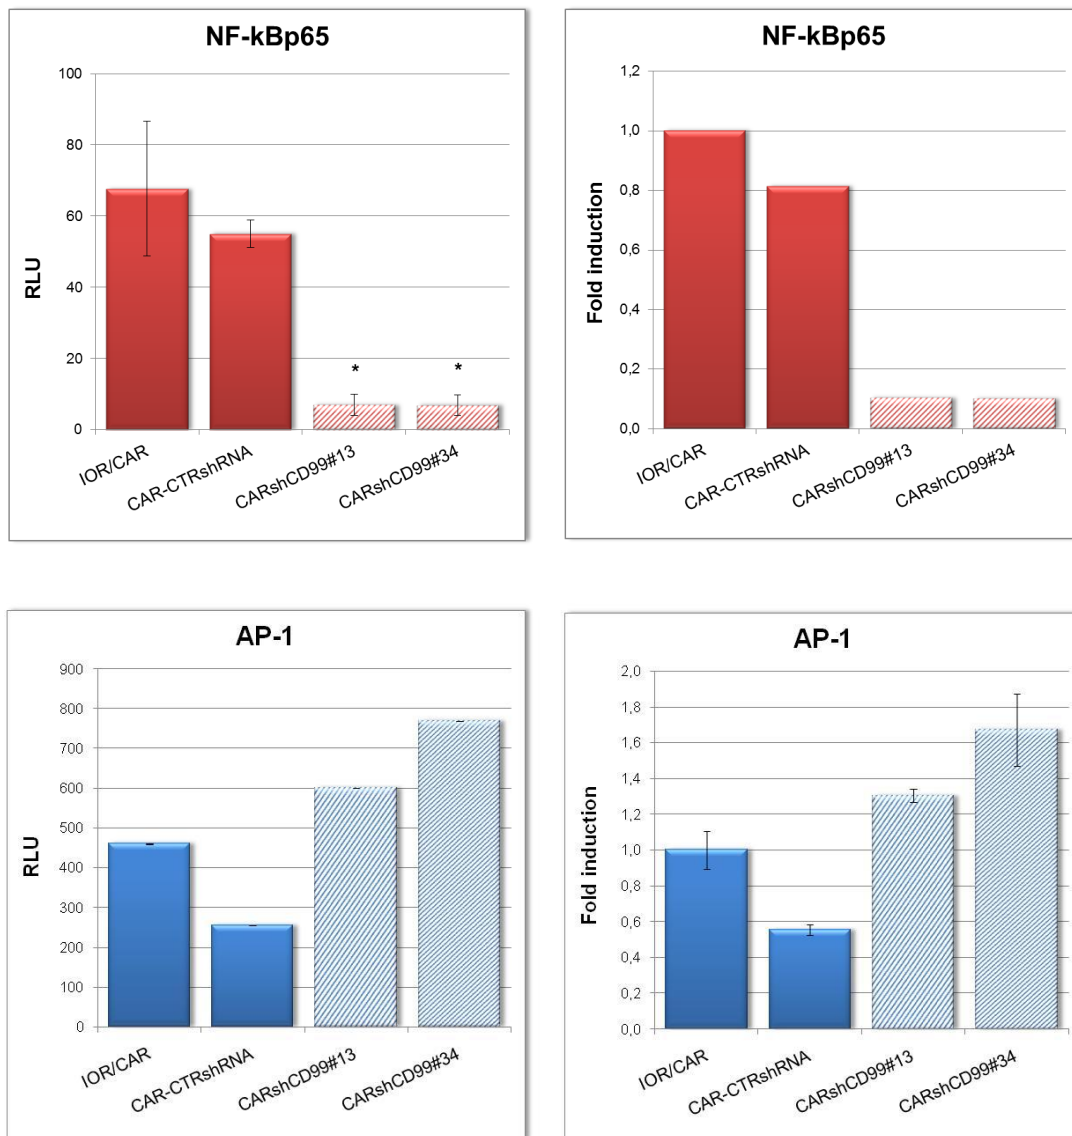 NF-kBp65
100
80
60
40
20
0
RLU
*
*
IOR/CAR
CAR-CTRshRNA
CARshCD99#13
CARshCD99#34
NF-kBp65
1,2
1,0
0,8
0,6
0,4
0,2
0,0
Fold induction
IOR/CAR
CAR-CTRshRNA
CARshCD99#13
CARshCD99#34
AP-1
900
800
700
600
500
400
300
200
100
0
RLU
IOR/CAR
CAR-CTRshRNA
CARshCD99#13
CARshCD99#34
AP-1
2,0
1,8
1,6
1,4
1,2
1,0
0,8
0,6
0,4
0,2
0,0
Fold induction
IOR/CAR
CAR-CTRshRNA
CARshCD99#13
CARshCD99#34